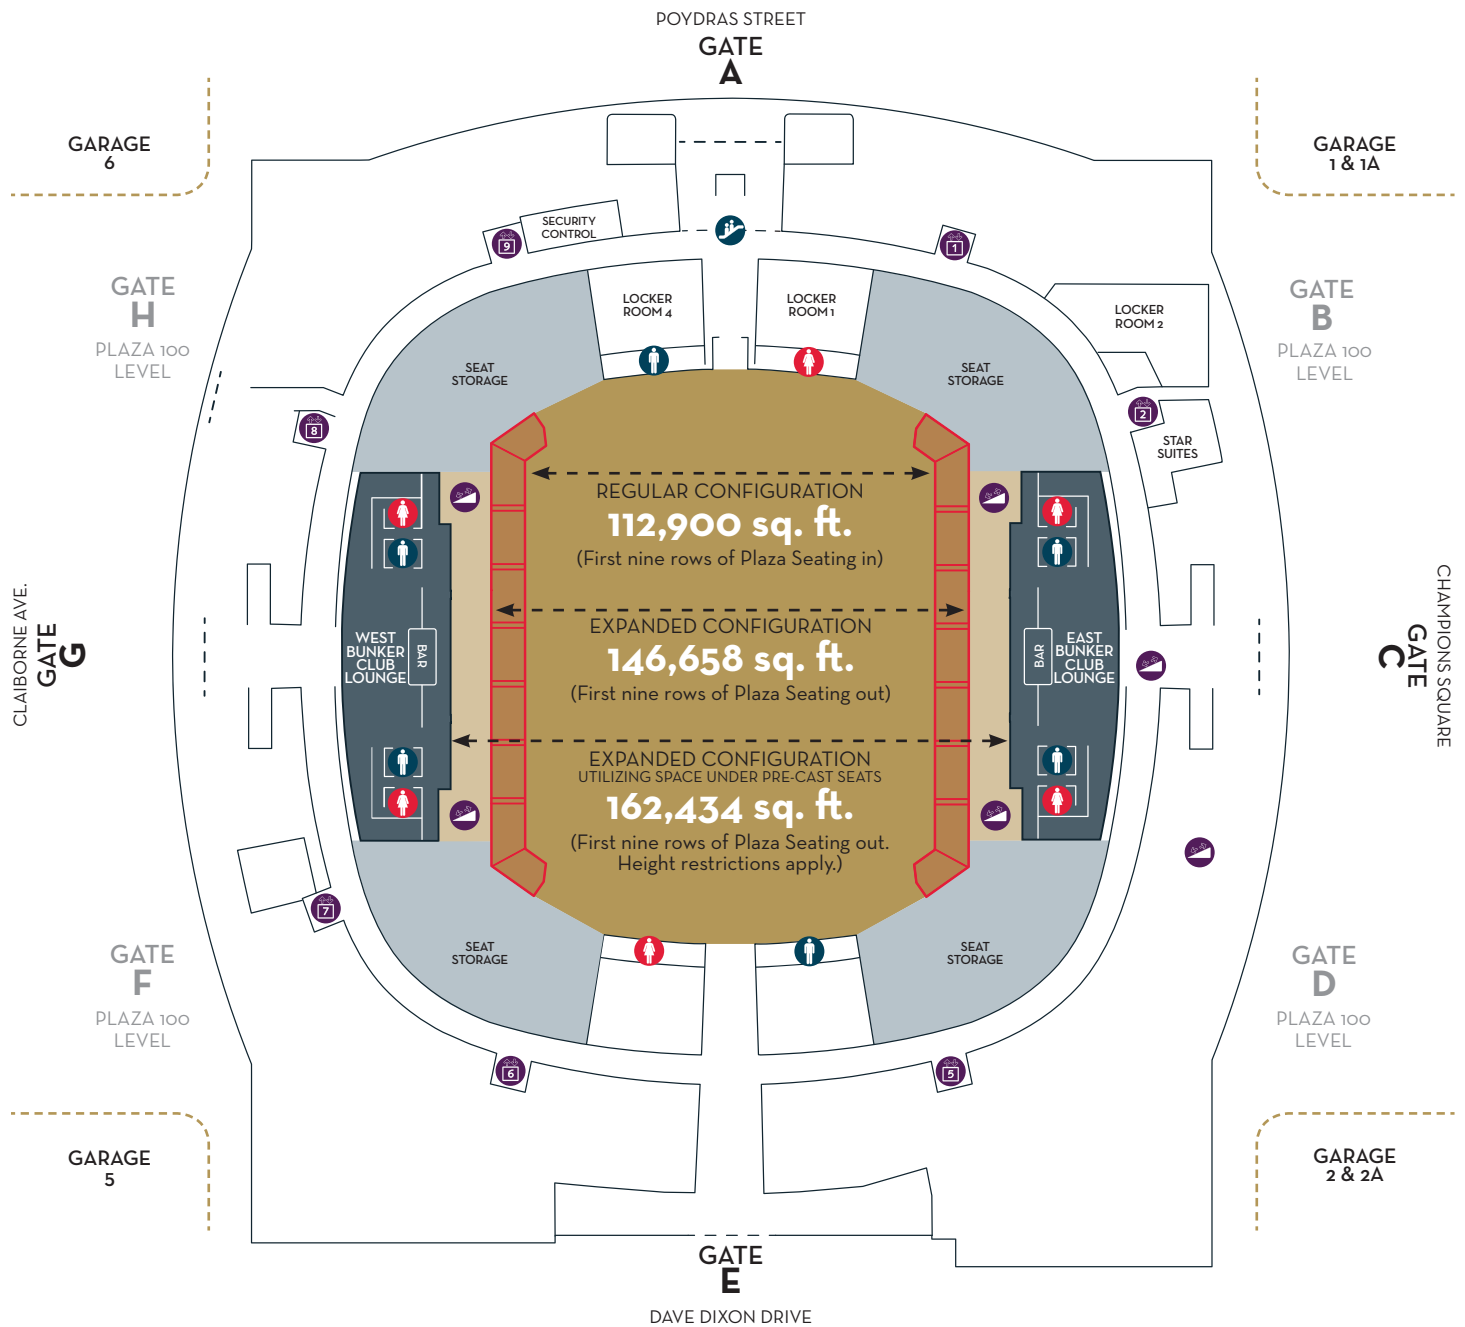 POYDRAS STREET
GATE
A
GARAGE
6
GARAGE
1 & 1A
SECURITY
CONTROL
9
1
GATE
H
PLAZA 100
LEVEL
LOCKER
ROOM 4
LOCKER
ROOM 1
LOCKER
ROOM 2
GATE
B
PLAZA 100
LEVEL
SEAT
STORAGE
SEAT
STORAGE
8
2
STAR
SUITES
REGULAR CONFIGURATION
112,900 sq. ft.
(First nine rows of Plaza Seating in)
EXPANDED CONFIGURATION
146,658 sq. ft.
(First nine rows of Plaza Seating out)
EXPANDED CONFIGURATION
UTILIZING SPACE UNDER PRE-CAST SEATS
162,434 sq. ft.
(First nine rows of Plaza Seating out.
Height restrictions apply.)
CLAIBORNE AVE.
GATE
G
WEST
BUNKER
CLUB
LOUNGE
BAR
BAR
EAST
BUNKER
CLUB
LOUNGE
GATE
C
CHAMPIONS SQUARE
7
SEAT
STORAGE
SEAT
STORAGE
GATE
F
PLAZA 100
LEVEL
GATE
D
PLAZA 100
LEVEL
6
5
GARAGE
5
GARAGE
2 & 2A
GATE
E
DAVE DIXON DRIVE